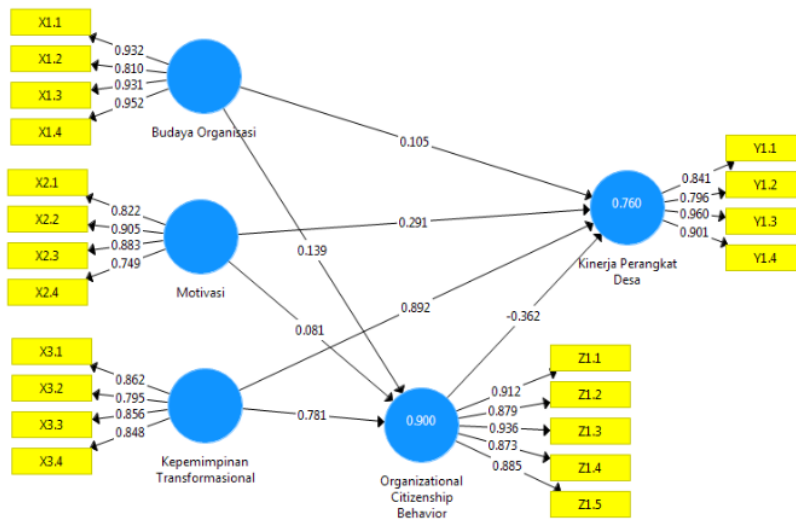 X1.1
0.932
X1.2
0.810
X1.3
0.931
X1.4
0.952
Budaya Organisasi
0.105
0.139
X2.1
0.822
X2.2
0.905
X2.3
0.883
X2.4
0.749
Motivasi
0.291
0.081
X3.1
0.862
X3.2
0.795
X3.3
0.856
X3.4
0.848
Kepemimpinan
Transformasional
0.892
0.781
0.760
Kinerja Perangkat
Desa
Y1.1
0.841
Y1.2
0.796
Y1.3
0.960
Y1.4
0.901
-0.362
0.900
Organizational
Citizenship
Behavior
Z1.1
0.912
Z1.2
0.879
Z1.3
0.936
Z1.4
0.873
Z1.5
0.885